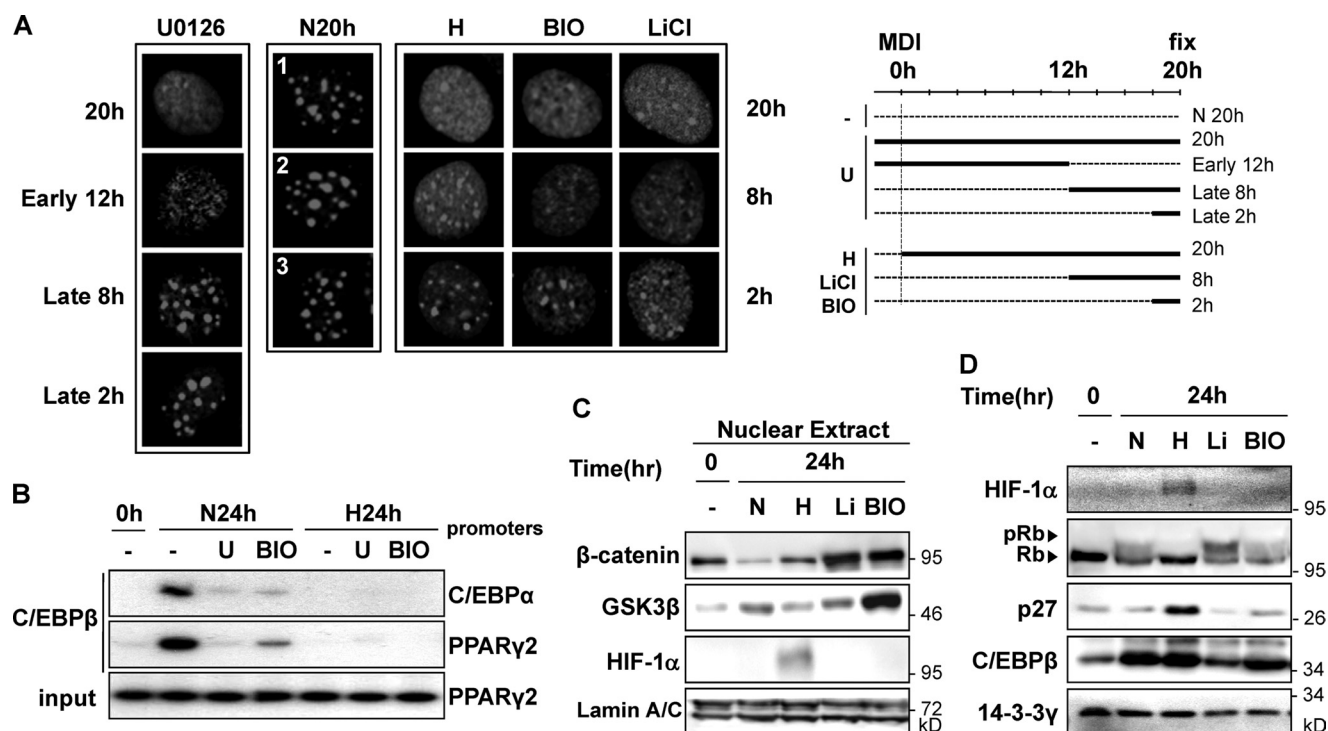 A
U0126 N20h H BIO LiCl
20h 1 20h
Early 12h 2 8h
Late 8h 3 2h
Late 2h
MDI fix
0h 12h 20h
- N 20h
U 20h
Early 12h
Late 8h
Late 2h
H 20h
LiCl 8h
BIO 2h
B
0h N24h H24h promoters
- - U BIO - U BIO
C/EBPβ C/EBPα
PPARγ2
input PPARγ2
C
Nuclear Extract
Time(hr) 0 24h
- N H Li BIO
β-catenin - 95
GSK3β - 46
HIF-1α - 95
Lamin A/C - 72
kD
D
Time(hr) 0 24h
- N H Li BIO
HIF-1α - 95
pRb
Rb - 95
p27 - 26
C/EBPβ - 34
14-3-3γ 34
- 26
kD